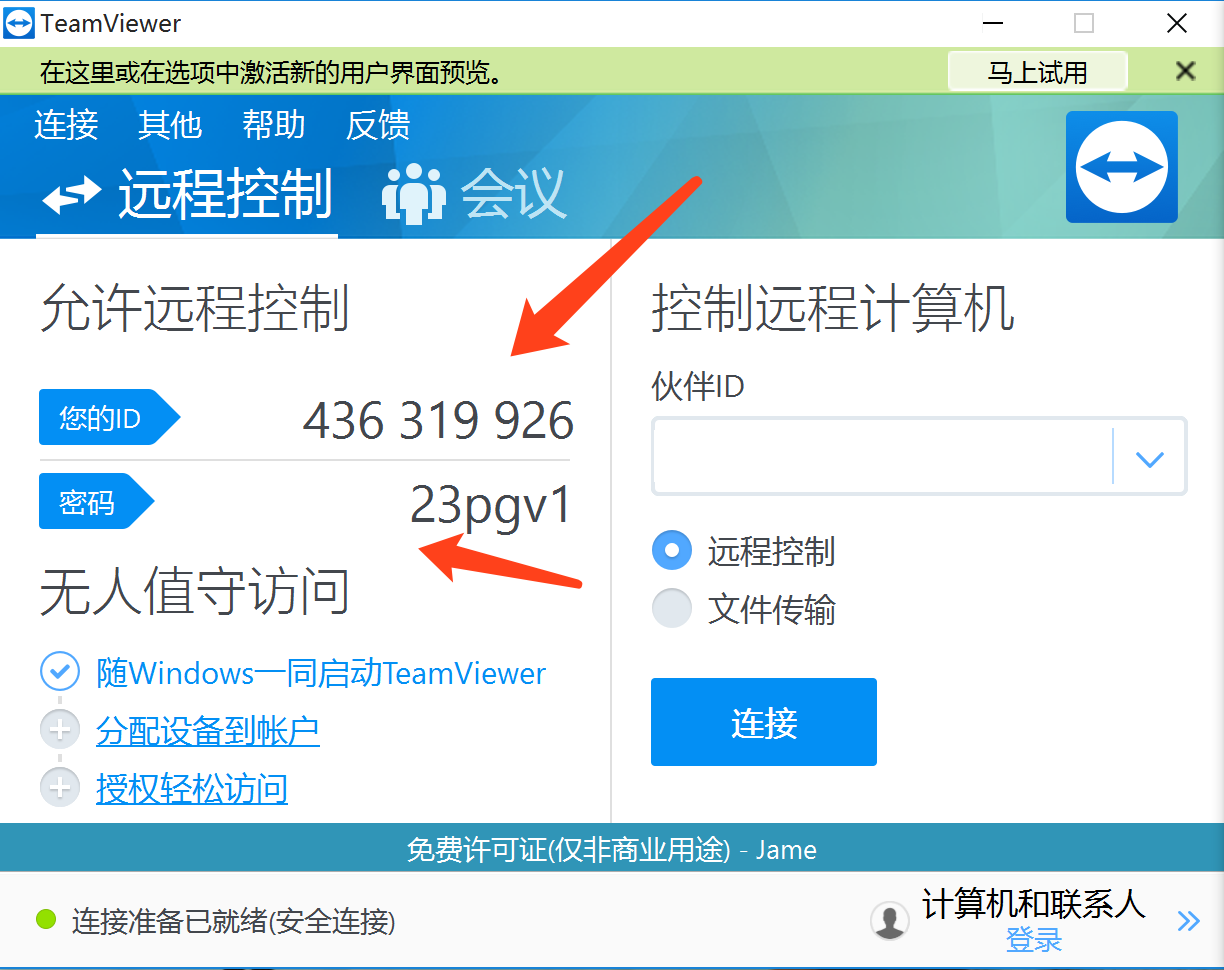 TeamViewer
在这里或在选项中激活新的用户界面预览。 马上试用
连接 其他 帮助 反馈
远程控制 会议
允许远程控制
您的ID 436 319 926
密码 23pgv1
无人值守访问
随Windows一同启动TeamViewer
分配设备到帐户
授权轻松访问
控制远程计算机
伙伴ID
远程控制
文件传输
连接
免费许可证(仅非商业用途) - Jame
连接准备已就绪(安全连接)
计算机和联系人
登录